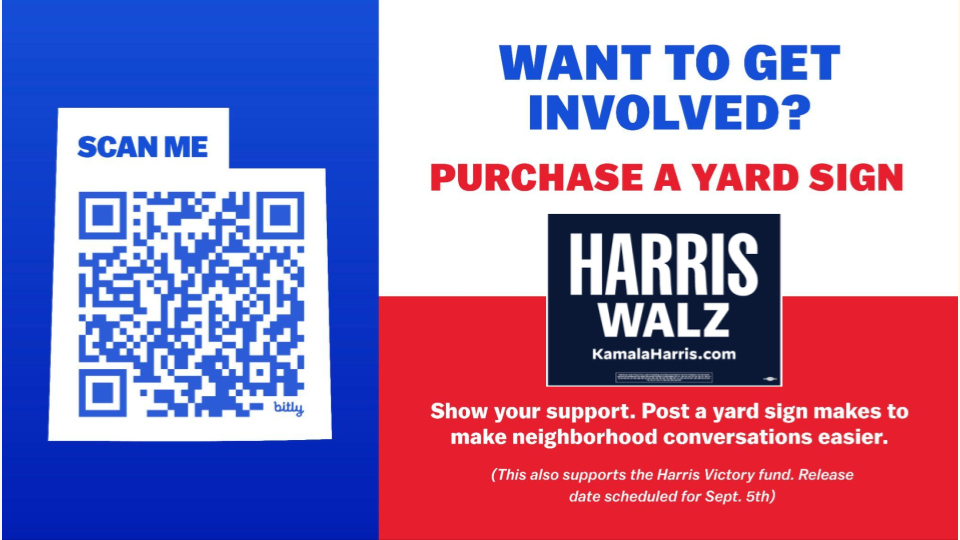 SCAN ME
bitly
WANT TO GET
INVOLVED?
PURCHASE A YARD SIGN
HARRIS
WALZ
KamalaHarris.com
Show your support. Post a yard sign makes to
make neighborhood conversations easier.
(This also supports the Harris Victory fund. Release
date scheduled for Sept. 5th)